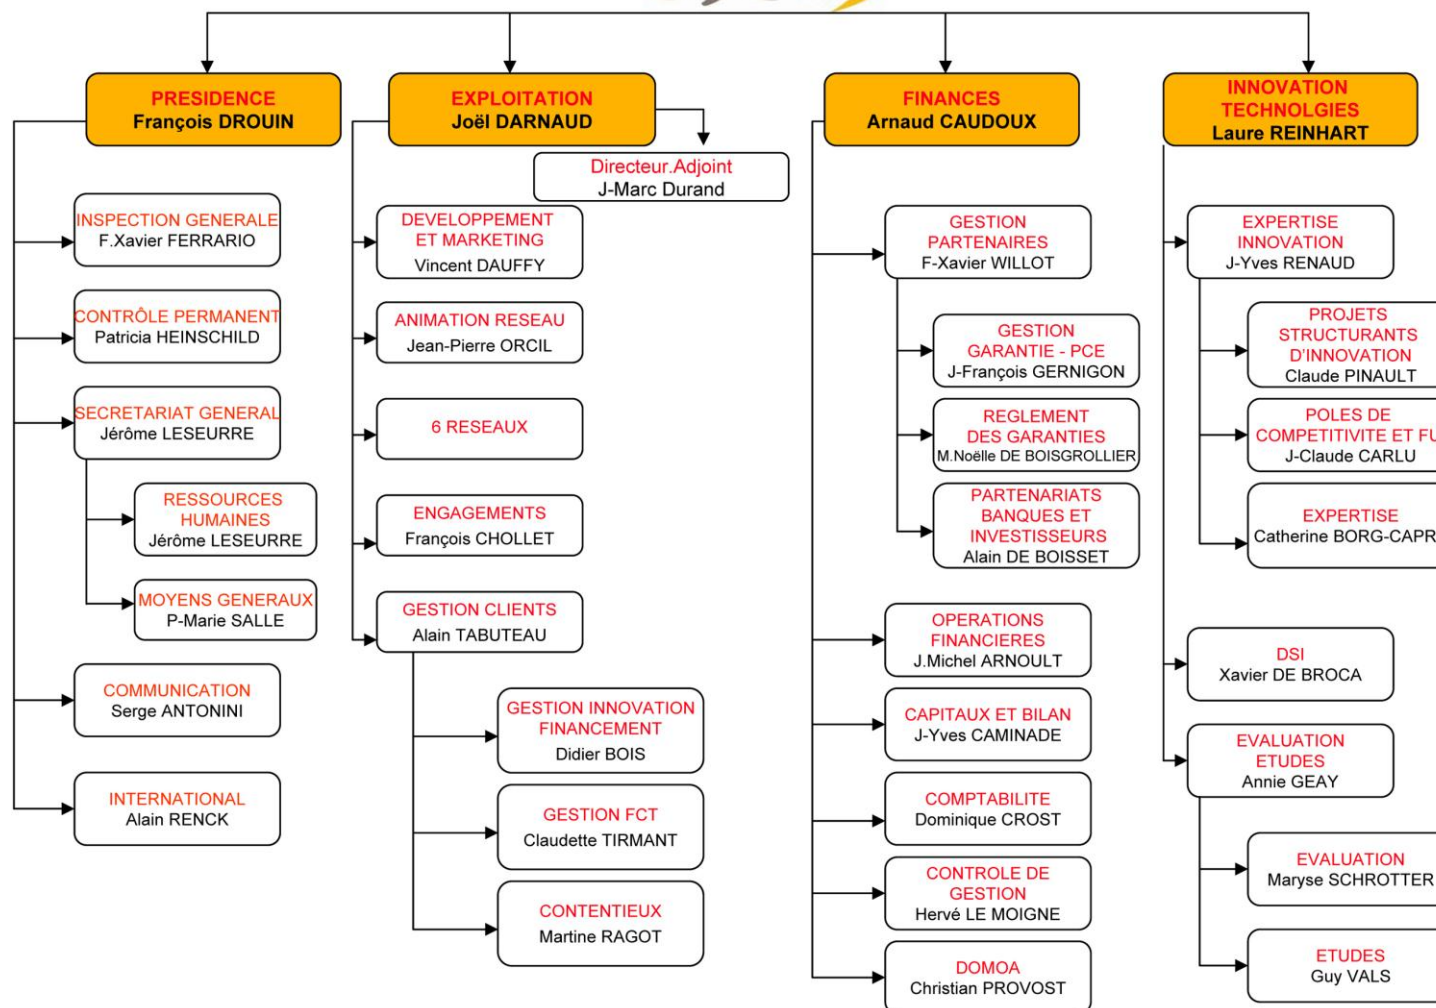 PRESIDENCE
François DROUIN
INSPECTION GENERALE
F.Xavier FERRARIO
CONTRÔLE PERMANENT
Patricia HEINSCHILD
SECRETARIAT GENERAL
Jérôme LESEURRE
RESSOURCES
HUMAINES
Jérôme LESEURRE
MOYENS GENERAUX
P-Marie SALLE
COMMUNICATION
Serge ANTONINI
INTERNATIONAL
Alain RENCK
EXPLOITATION
Joël DARNAUD
Directeur.Adjoint
J-Marc Durand
DEVELOPPEMENT
ET MARKETING
Vincent DAUFFY
ANIMATION RESEAU
Jean-Pierre ORCIL
6 RESEAUX
ENGAGEMENTS
François CHOLLET
GESTION CLIENTS
Alain TABUTEAU
GESTION INNOVATION
FINANCEMENT
Didier BOIS
GESTION FCT
Claudette TIRMANT
CONTENTIEUX
Martine RAGOT
FINANCES
Arnaud CAUDOUX
GESTION
PARTENAIRES
F-Xavier WILLOT
GESTION
GARANTIE - PCE
J-François GERNIGON
REGLEMENT
DES GARANTIES
M.Noëlle DE BOISGROLLIER
PARTENARIATS
BANQUES ET
INVESTISSEURS
Alain DE BOISSET
OPERATIONS
FINANCIERES
J.Michel ARNOULT
CAPITAUX ET BILAN
J-Yves CAMINADE
COMPTABILITE
Dominique CROST
CONTROLE DE
GESTION
Hervé LE MOIGNE
DOMOA
Christian PROVOST
INNOVATION
TECHNOLGIES
Laure REINHART
EXPERTISE
INNOVATION
J-Yves RENAUD
PROJETS
STRUCTURANTS
D'INNOVATION
Claude PINAULT
POLES DE
COMPETITIVITE ET
J-Claude CARLU
EXPERTISE
Catherine
DSI
Xavier DE BROCA
EVALUATION
ETUDES
Annie GEAY
EVALUATION
Maryse SCHROTTER
ETUDES
Guy VALS